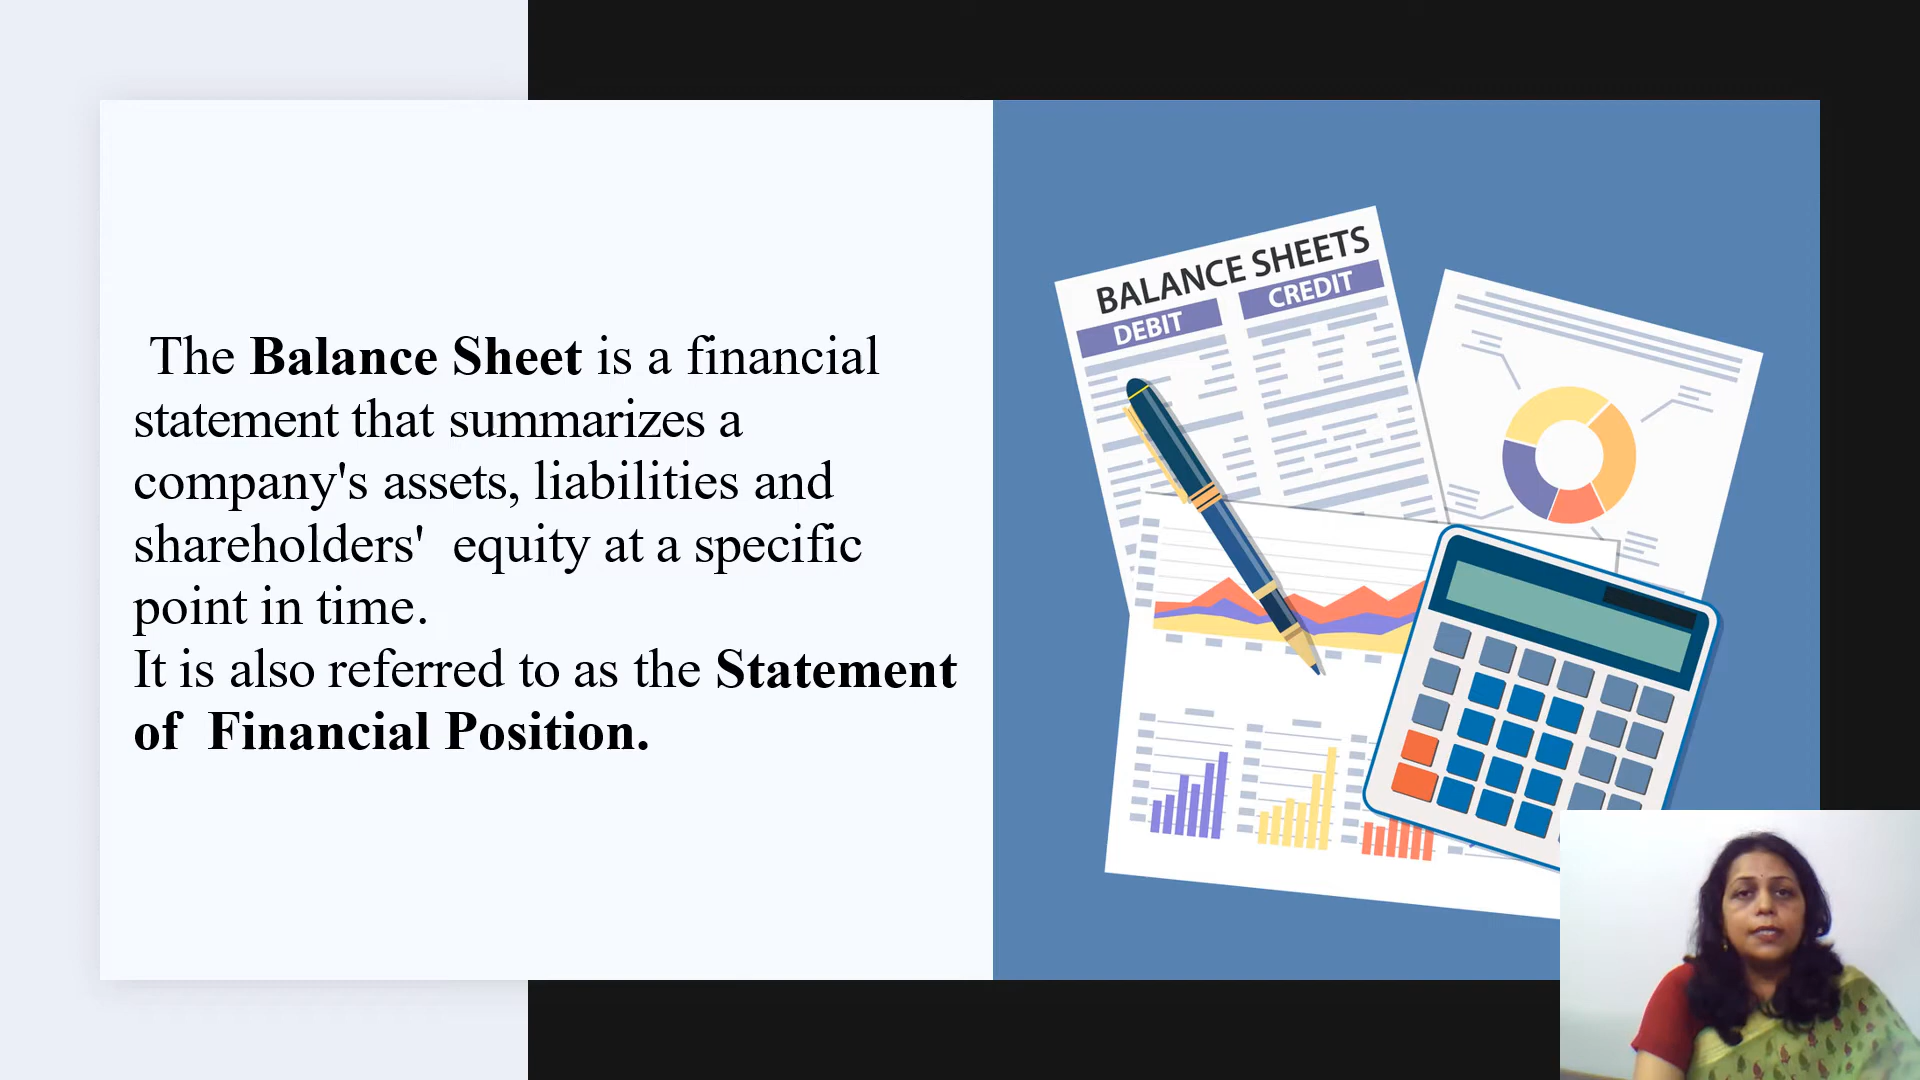 The Balance Sheet is a financial
statement that summarizes a
company's assets, liabilities and
shareholders'  equity at a specific
point in time.
It is also referred to as the Statement
of  Financial Position.
BALANCE SHEETS
DEBIT
CREDIT